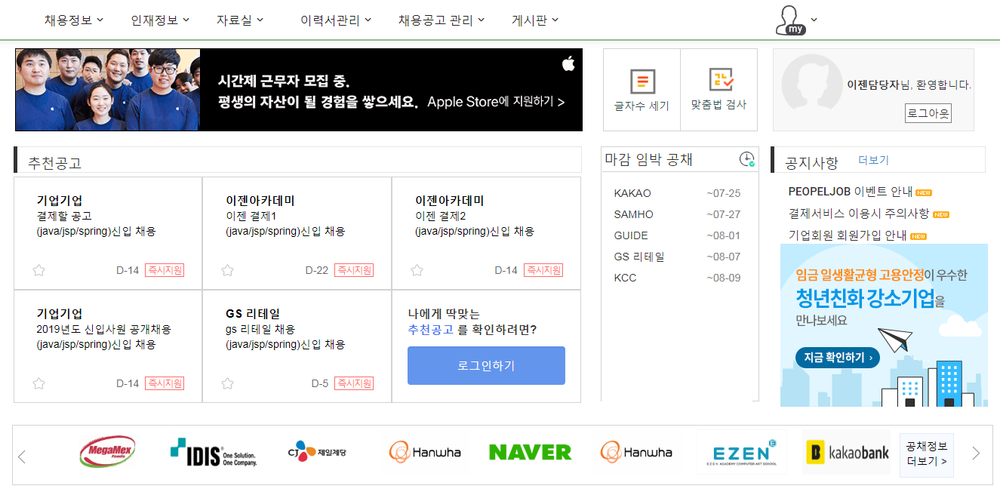 채용정보 인재정보 자료실 이력서관리 채용공고 관리 게시판
my
시간제 근무자 모집 중.
평생의 자산이 될 경험을 쌓으세요. Apple Store에 지원하기 >
글자수 세기
맞춤법 검사
이젠담당자님, 환영합니다.
로그아웃
추천공고
기업기업
결제할 공고
(java/jsp/spring)신입 채용
D-14 즉시지원
이젠아카데미
이젠 결제1
(java/jsp/spring)신입 채용
D-22 즉시지원
이젠아카데미
이젠 결제2
(java/jsp/spring)신입 채용
D-14 즉시지원
기업기업
2019년도 신입사원 공개채용
(java/jsp/spring)신입 채용
D-14 즉시지원
GS 리테일
gs 리테일 채용
(java/jsp/spring)신입 채용
D-5 즉시지원
나에게 딱맞는
추천공고 를 확인하려면?
로그인하기
마감 임박 공채
KAKAO ~07-25
SAMHO ~07-27
GUIDE ~08-01
GS 리테일 ~08-07
KCC ~08-09
공지사항 더보기
PEOPELJOB 이벤트 안내 NEW
결제서비스 이용시 주의사항 NEW
기업회원 회원가입 안내 NEW
임금 일생활균형 고용안정이 우수한
청년친화 강소기업을
만나보세요
지금 확인하기 ›
MegaMex
Foods
IDIS One Solution.
One Company.
CJ 제일제당
Hanwha
NAVER
Hanwha
EZEN
EZEN ACADEMY COMPUTER ART SCHOOL
kakaobank
공채정보
더보기 >